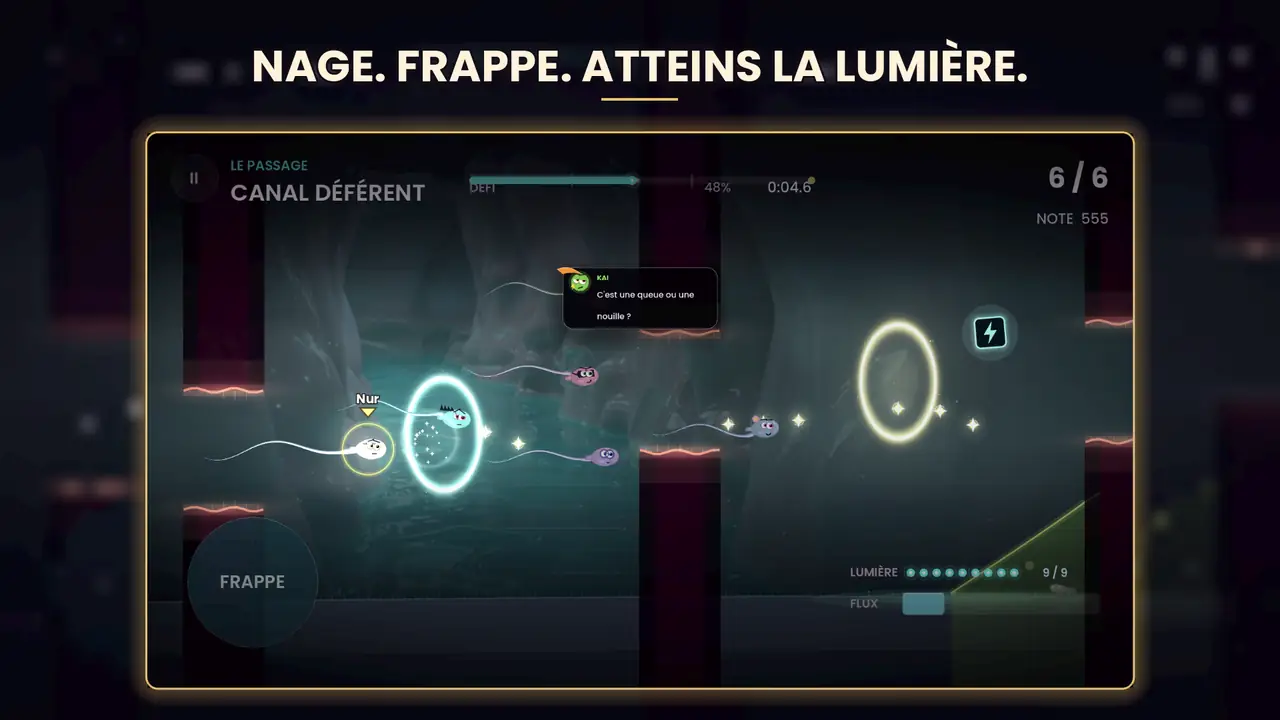 NAGE. FRAPPE. ATTEINS LA LUMIÈRE.
LE PASSAGE
CANAL DÉFÉRENT
DÉFI
48%
0:04.6
6 / 6
NOTE 555
KAI
C'est une queue ou une
nouille ?
Nur
FRAPPE
LUMIÈRE
9 / 9
FLUX